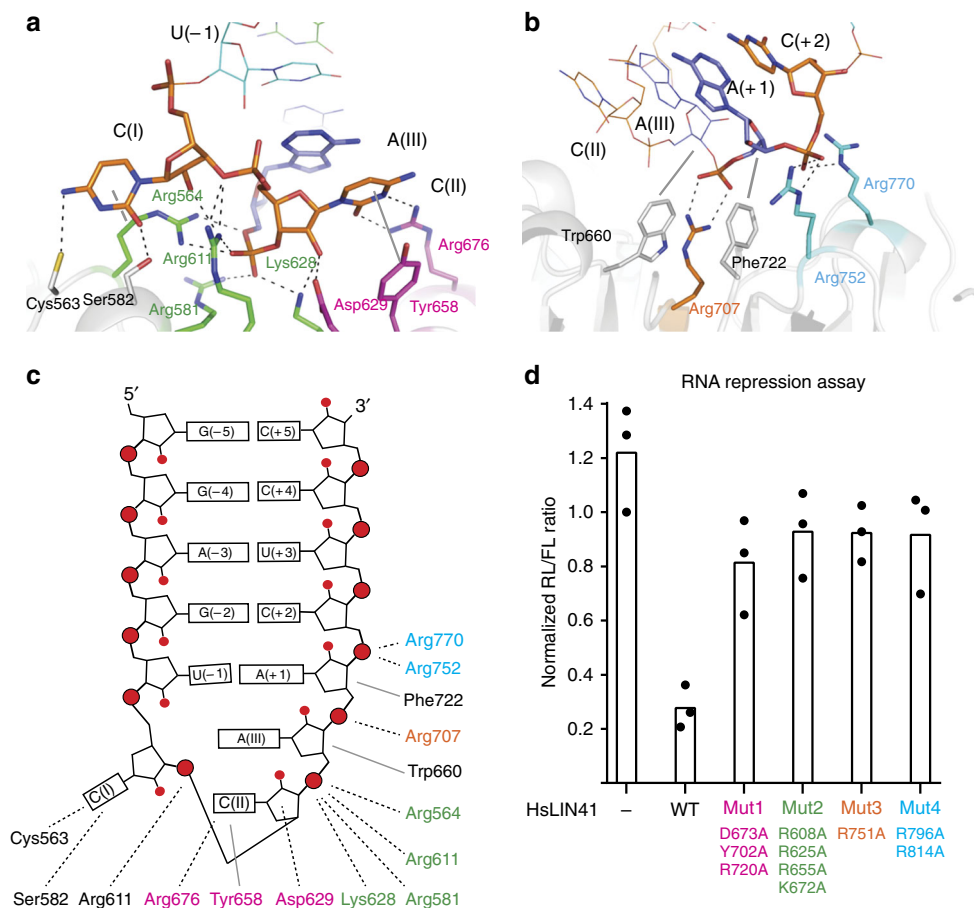 a
U(−1)
C(I)
A(III)
C(II)
Arg564
Arg611
Lys628
Arg676
Cys563
Ser582
Arg581
Asp629
Tyr658
b
C(+2)
A(+1)
A(III)
C(II)
Arg770
Trp660
Phe722
Arg752
Arg707
c
5′
3′
G(−5) C(+5)
G(−4) C(+4)
A(−3) U(+3)
G(−2) C(+2)
U(−1) A(+1)
Arg770
Arg752
Phe722
A(III)
Arg707
Trp660
C(I)
C(II)
Arg564
Cys563
Arg611
Ser582 Arg611 Arg676 Tyr658 Asp629 Lys628 Arg581
d
RNA repression assay
Normalized RL/FL ratio
1.4
1.2
1.0
0.8
0.6
0.4
0.2
HsLIN41 – WT Mut1 Mut2 Mut3 Mut4
D673A R608A R751A R796A
Y702A R625A R814A
R720A R655A
K672A